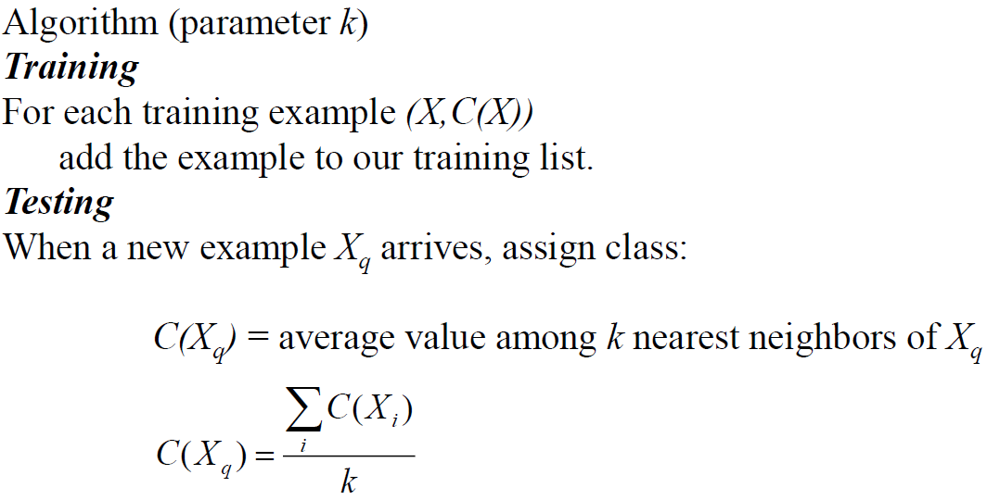 Algorithm (parameter k)
Training
For each training example (X,C(X))
add the example to our training list.
Testing
When a new example X_q arrives, assign class:
C(X_q) = average value among k nearest neighbors of X_q
C(X_q) = \frac{\sum_i C(X_i)}{k}